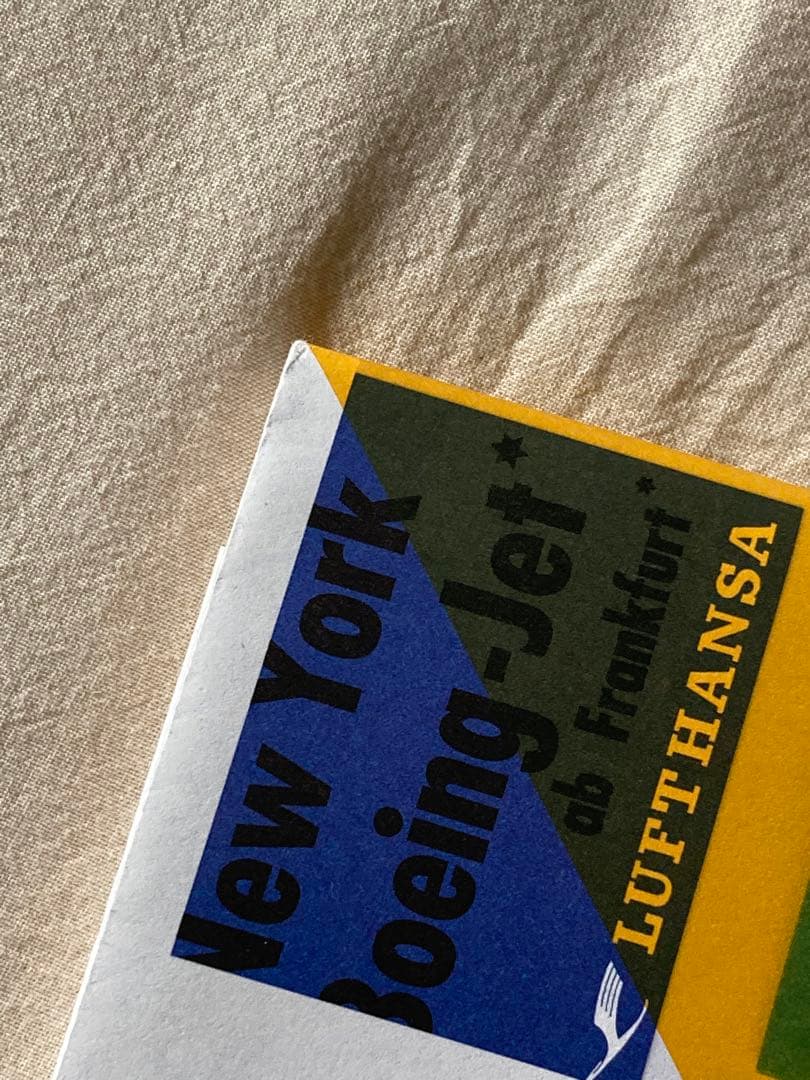 New York
Boeing-Jet*
ab Frankfurt*
LUFTHANSA